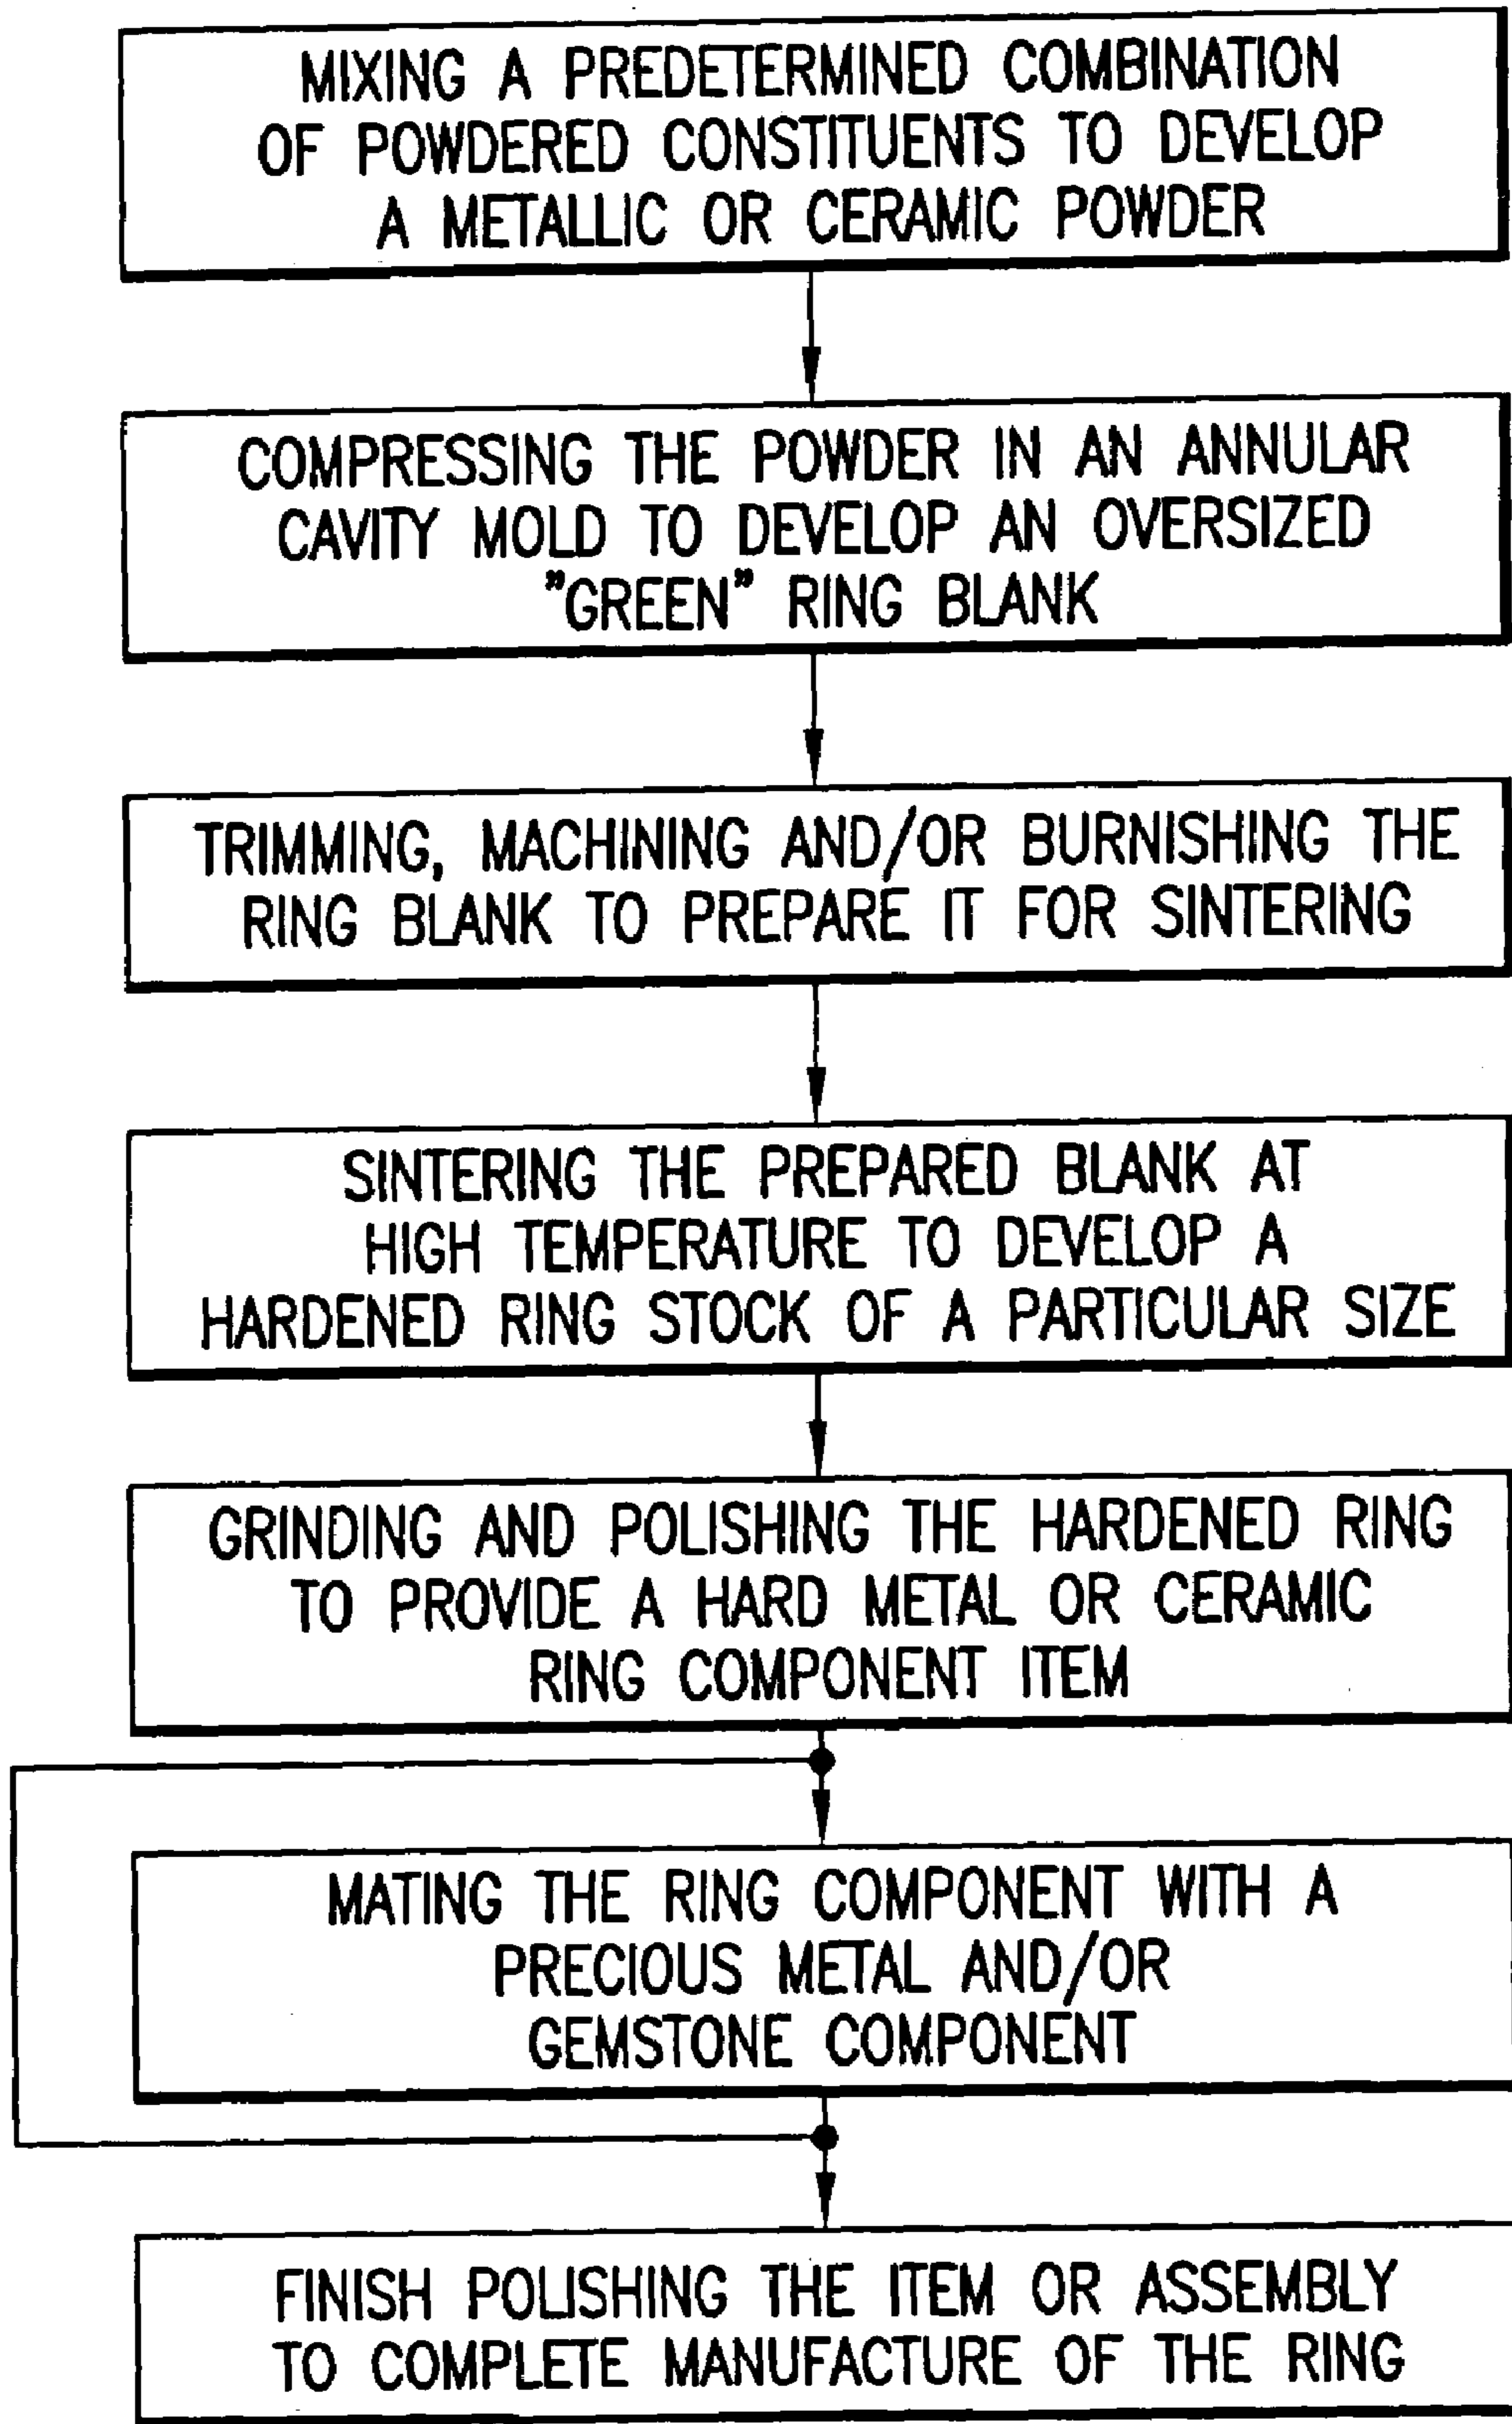 MIXING A PREDETERMINED COMBINATION
OF POWDERED CONSTITUENTS TO DEVELOP
A METALLIC OR CERAMIC POWDER
COMPRESSING THE POWDER IN AN ANNULAR
CAVITY MOLD TO DEVELOP AN OVERSIZED
"GREEN" RING BLANK
TRIMMING, MACHINING AND/OR BURNISHING THE
RING BLANK TO PREPARE IT FOR SINTERING
SINTERING THE PREPARED BLANK AT
HIGH TEMPERATURE TO DEVELOP A
HARDENED RING STOCK OF A PARTICULAR SIZE
GRINDING AND POLISHING THE HARDENED RING
TO PROVIDE A HARD METAL OR CERAMIC
RING COMPONENT ITEM
MATING THE RING COMPONENT WITH A
PRECIOUS METAL AND/OR
GEMSTONE COMPONENT
FINISH POLISHING THE ITEM OR ASSEMBLY
TO COMPLETE MANUFACTURE OF THE RING